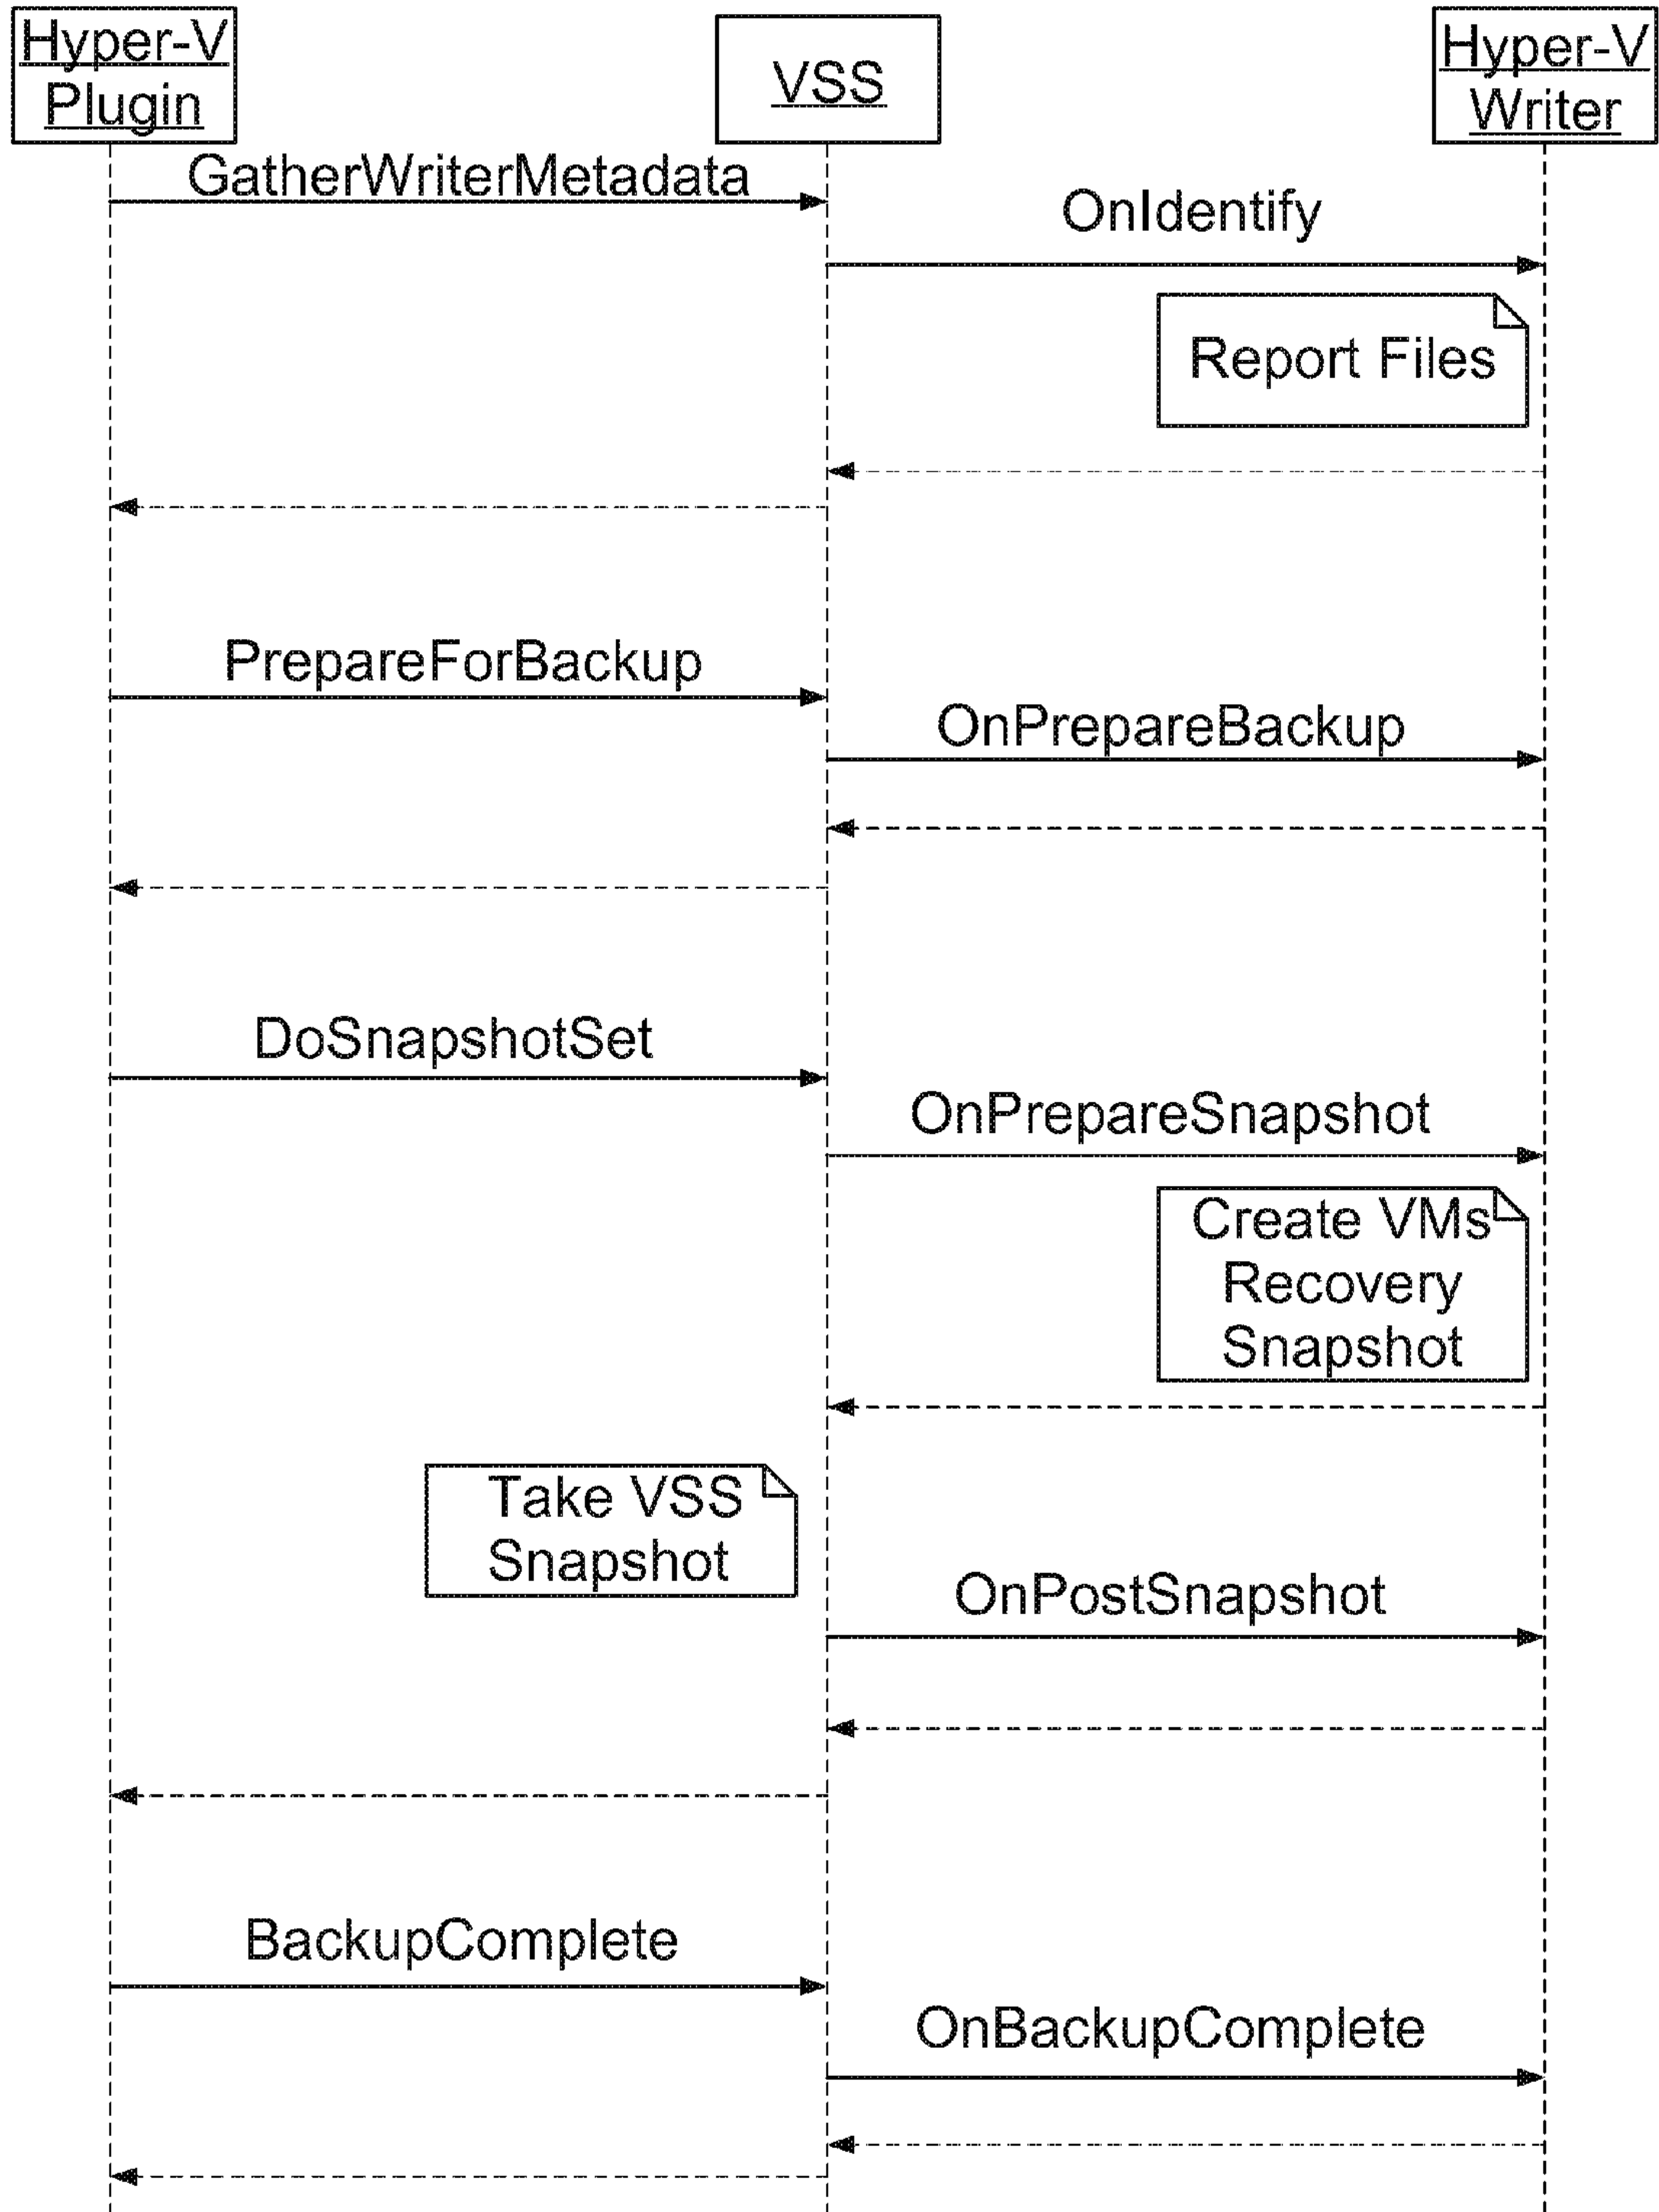 Hyper-V
Plugin
VSS
Hyper-V
Writer
GatherWriterMetadata
OnIdentify
Report Files
PrepareForBackup
OnPrepareBackup
DoSnapshotSet
OnPrepareSnapshot
Create VMs
Recovery
Snapshot
Take VSS
Snapshot
OnPostSnapshot
BackupComplete
OnBackupComplete